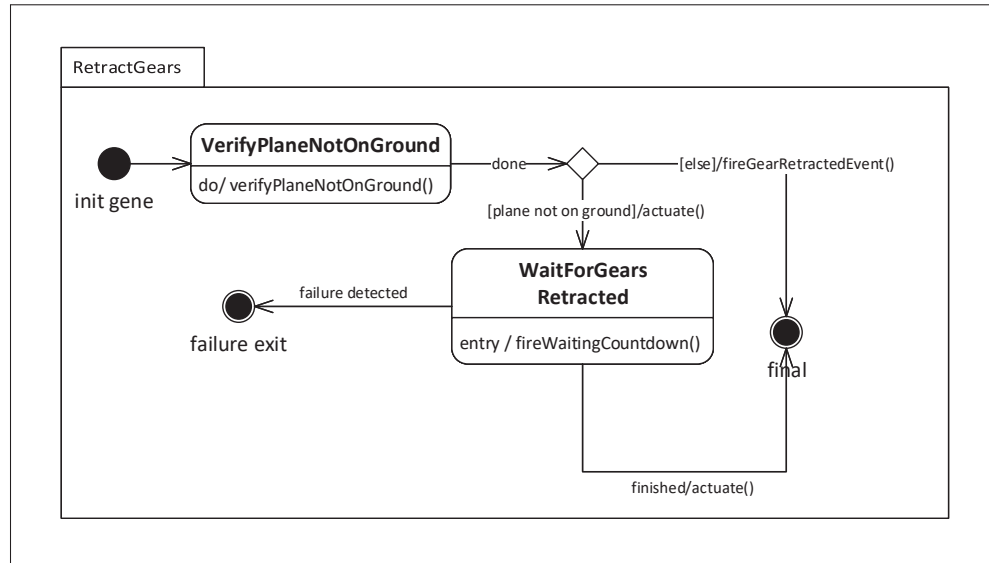 RetractGears
VerifyPlaneNotOnGround
do/ verifyPlaneNotOnGround()
init gene
done
[else]/fireGearRetractedEvent()
[plane not on ground]/actuate()
WaitForGears
Retracted
entry / fireWaitingCountdown()
failure detected
failure exit
final
finished/actuate()